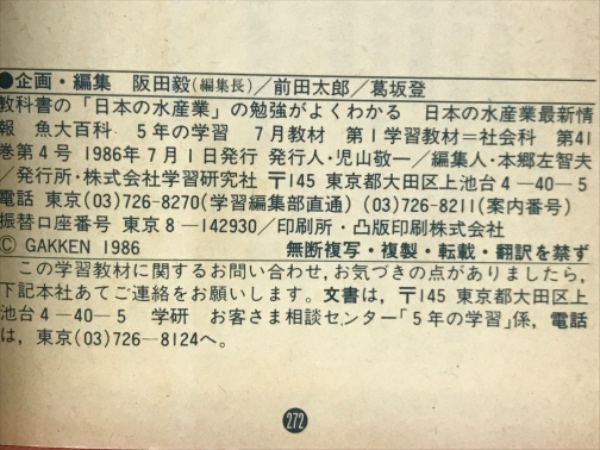 ●企画・編集　阪田毅（編集長）／前田太郎／葛坂登
教科書の「日本の水産業」の勉強がよくわかる　日本の水産業最新情
報　魚大百科　5年の学習　7月教材　第1学習教材＝社会科　第41
巻第4号　1986年7月1日発行　発行人・児山敬一／編集人・本郷左智夫
／発行所・株式会社学習研究社　〒145　東京都大田区上池台4—40—5
電話　東京(03)726-8270(学習編集部直通)　(03)726-8211(案内番号)
振替口座番号　東京8—142930／印刷所・凸版印刷株式会社
© GAKKEN 1986　無断複写・複製・転載・翻訳を禁ず
この学習教材に関するお問い合わせ，お気づきの点がありましたら，
下記本社あてご連絡をお願いします。文書は，〒145　東京都大田区上
池台4—40—5　学研　お客さま相談センター「5年の学習」係，電話
は，東京(03)726—8124へ。
272